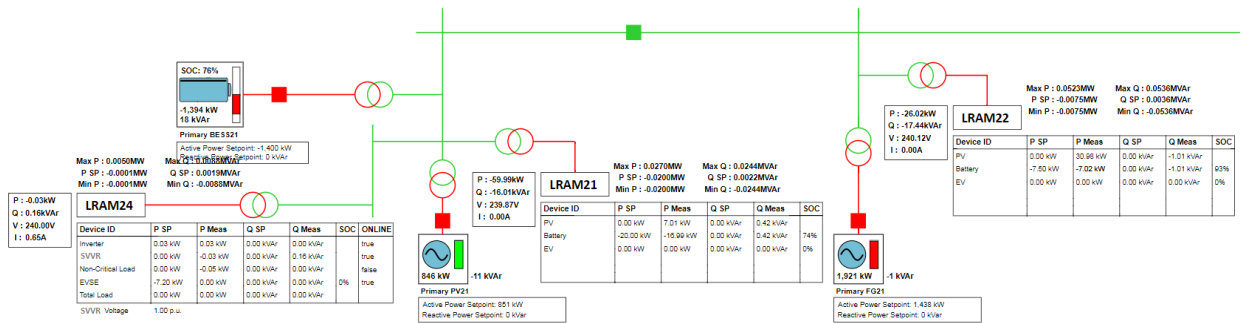 SOC: 76%
-1,394 kW
18 kVAr
Primary BESS21
Active Power Setpoint: -1,400 kW
Reactive Power Setpoint: 0 kVAr
Max P : 0.0523MW Max Q : 0.0536MVAr
P SP : -0.0075MW Q SP : 0.0036MVAr
Min P : -0.0075MW Min Q : -0.0536MVAr
P : -26.02kW
Q : -17.44kVAr
V : 240.12V
I : 0.00A
LRAM22
Device ID P SP P Meas Q SP Q Meas SOC
PV 0.00 kW 30.98 kW 0.00 kVAr -1.01 kVAr
Battery -7.50 kW -7.02 kW 0.00 kVAr -1.01 kVAr 93%
EV 0.00 kW 0.00 kW 0.00 kVAr 0.00 kVAr 0%
Max P : 0.0050MW Max Q : 0.0088MVAr
P SP : -0.0001MW Q SP : 0.0019MVAr
Min P : -0.0001MW Min Q : -0.0088MVAr
P : -0.03kW
Q : 0.16kVAr
V : 240.00V
I : 0.65A
LRAM24
Device ID P SP P Meas Q SP Q Meas SOC ONLINE
Inverter 0.03 kW 0.03 kW 0.00 kVAr 0.00 kVAr true
SVVR 0.00 kW -0.03 kW 0.00 kVAr 0.16 kVAr true
Non-Critical Load 0.00 kW -0.05 kW 0.00 kVAr 0.00 kVAr false
EVSE -7.20 kW 0.00 kW 0.00 kVAr 0.00 kVAr 0% true
Total Load 0.00 kW 0.00 kW 0.00 kVAr 0.00 kVAr
SVVR Voltage 1.00 p.u.
P : -59.99kW
Q : -16.01kVAr
V : 239.87V
I : 0.00A
Max P : 0.0270MW Max Q : 0.0244MVAr
P SP : -0.0200MW Q SP : 0.0022MVAr
Min P : -0.0200MW Min Q : -0.0244MVAr
LRAM21
Device ID P SP P Meas Q SP Q Meas SOC
PV 0.00 kW 7.01 kW 0.00 kVAr 0.42 kVAr
Battery -20.00 kW -16.99 kW 0.00 kVAr 0.42 kVAr 74%
EV 0.00 kW 0.00 kW 0.00 kVAr 0.00 kVAr 0%
846 kW -11 kVAr
Primary PV21
Active Power Setpoint: 851 kW
Reactive Power Setpoint: 0 kVAr
1,921 kW -1 kVAr
Primary FG21
Active Power Setpoint: 1,438 kW
Reactive Power Setpoint: 0 kVAr